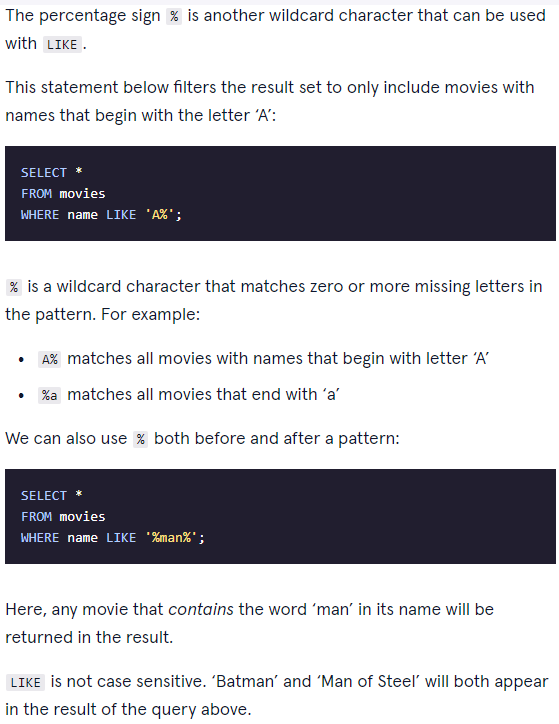 The percentage sign % is another wildcard character that can be used
with LIKE.
This statement below filters the result set to only include movies with
names that begin with the letter ‘A’:
SELECT *
FROM movies
WHERE name LIKE 'A%';
% is a wildcard character that matches zero or more missing letters in
the pattern. For example:
• A% matches all movies with names that begin with letter ‘A’
• %a matches all movies that end with ‘a’
We can also use % both before and after a pattern:
SELECT *
FROM movies
WHERE name LIKE '%man%';
Here, any movie that contains the word ‘man’ in its name will be
returned in the result.
LIKE is not case sensitive. ‘Batman’ and ‘Man of Steel’ will both appear
in the result of the query above.